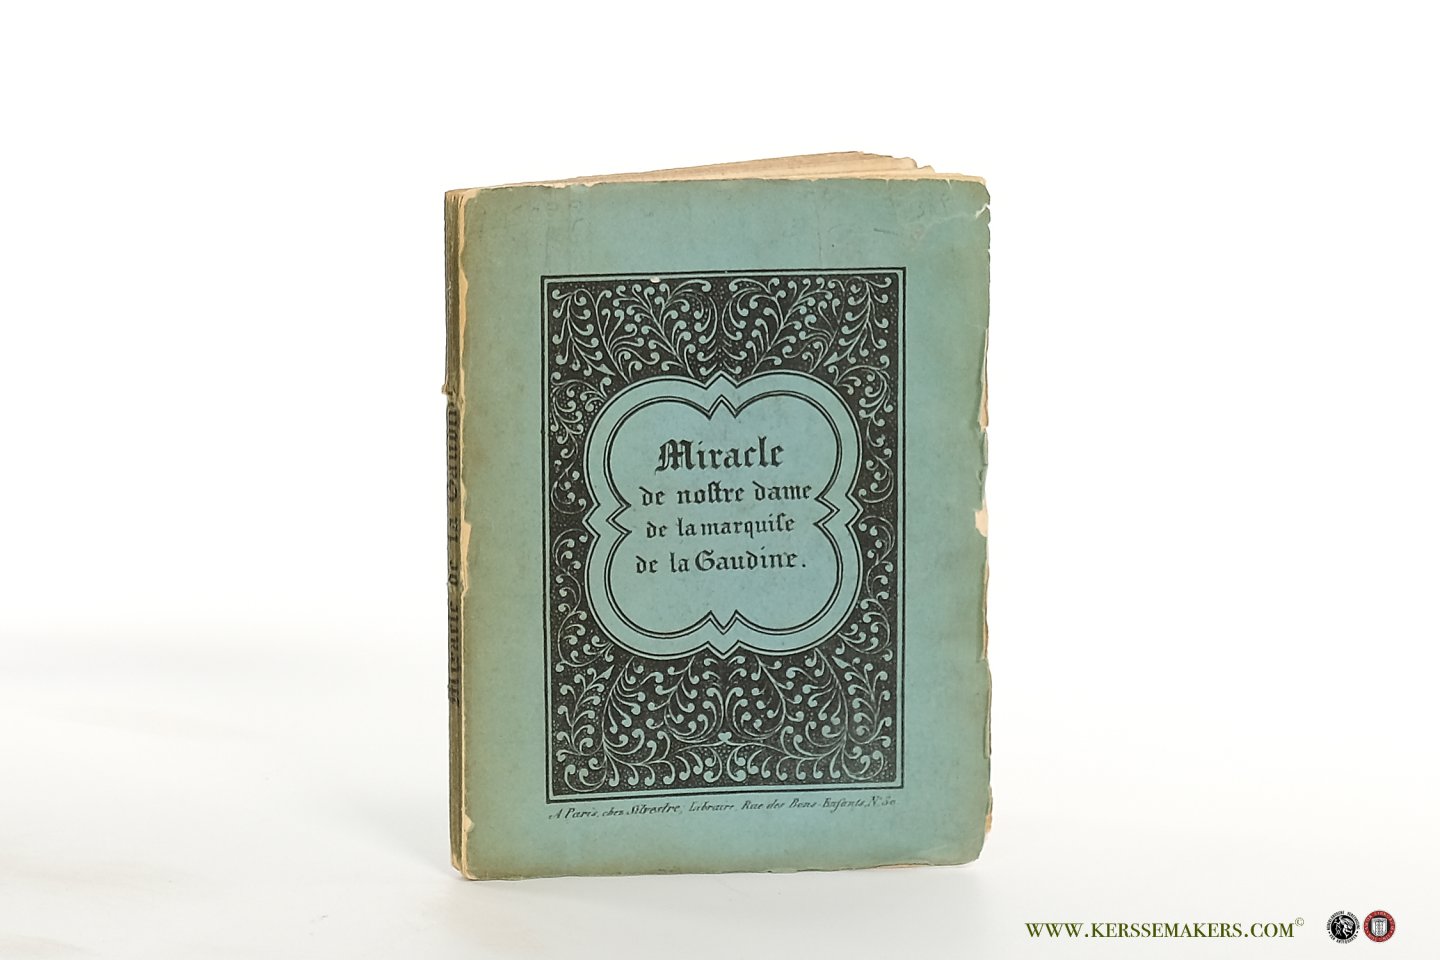 Miracle
de noſtre dame
de la marquiſe
de la Gaudine.
A Paris, chez Silvestre, Libraire, Rue des Bons-Enfants, N° 30
Miracle de la Gaudine
WWW.KERSSEMAKERS.COM©